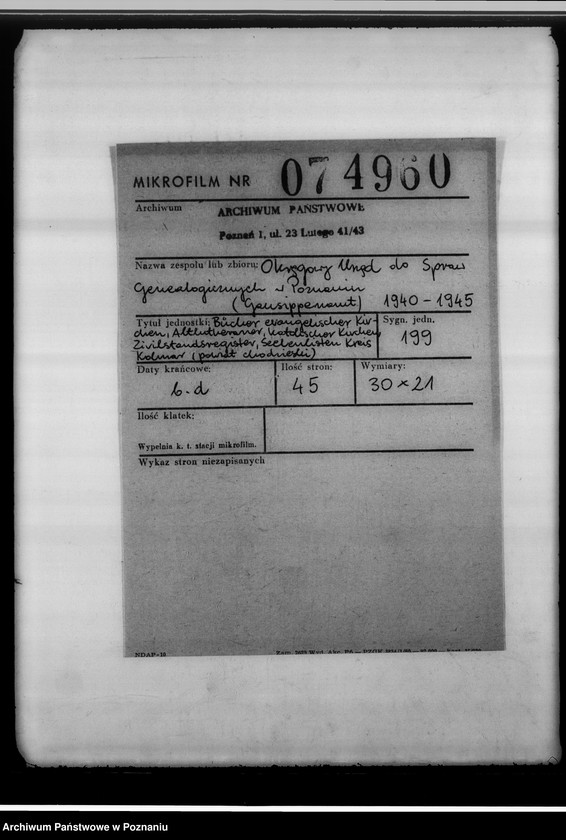 MIKROFILM NR 074960
Archiwum ARCHIWUM PAŃSTWOWE
Poznań 1, ul. 23 Lutego 41/43
Nazwa zespołu lub zbioru: Okręgowy Urząd do Spraw
Genealogicznych w Poznaniu
(Gausippenamt) 1940-1945
Tytuł jednostki: Bücher evangelischer Kir-
chen, Altlutheraner, Katolischer Kirchen,
Zivilstandsregister, Seelenlisten Kreis
Kolmar (powiat chodzieski)
Sygn. jedn.
199
Daty krańcowe: Ilość stron: Wymiary:
b.d 45 30×21
Ilość klatek:
Wypełnia k. t. stacji mikrofilm.
Wykaz stron niezapisanych
NDAP-18
Archiwum Państwowe w Poznaniu